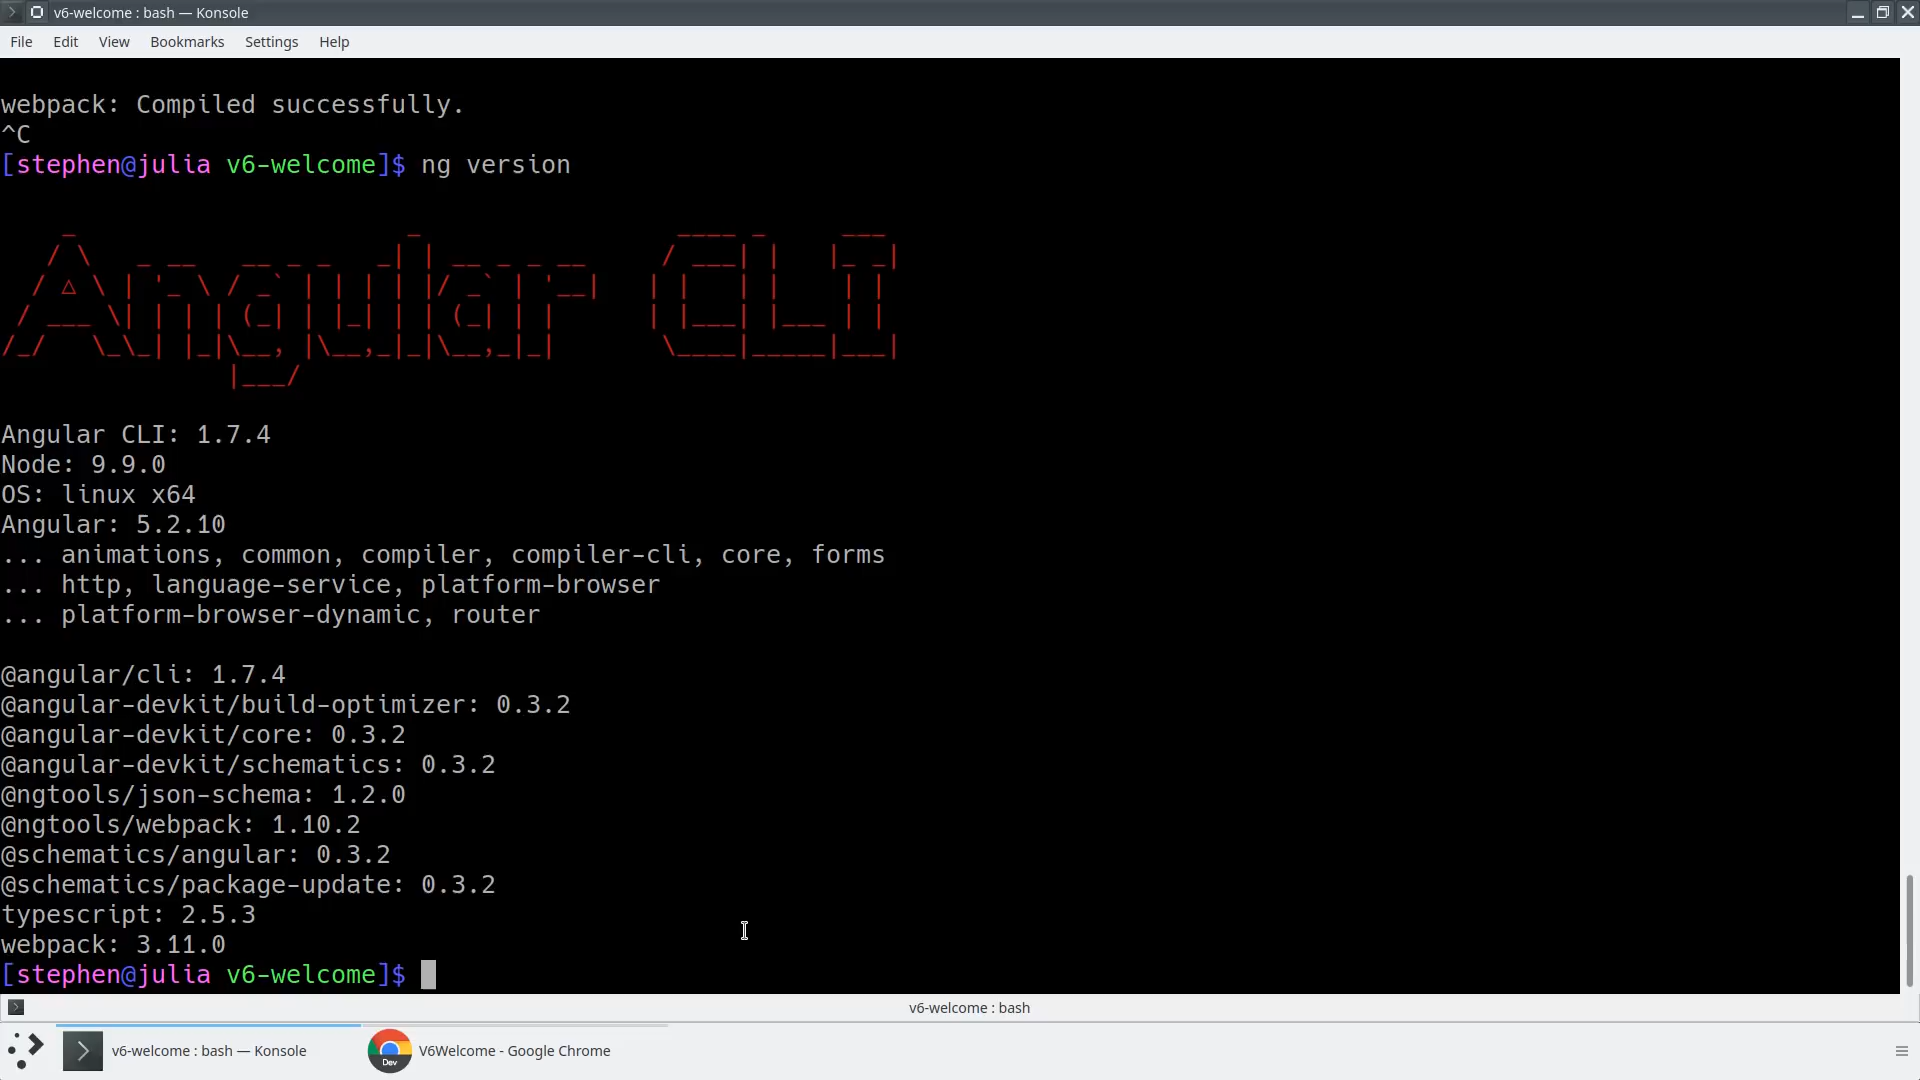 v6-welcome : bash — Konsole
File Edit View Bookmarks Settings Help
webpack: Compiled successfully.
^C
[stephen@julia v6-welcome]$ ng version
Angular CLI
Angular CLI: 1.7.4
Node: 9.9.0
OS: linux x64
Angular: 5.2.10
... animations, common, compiler, compiler-cli, core, forms
... http, language-service, platform-browser
... platform-browser-dynamic, router
@angular/cli: 1.7.4
@angular-devkit/build-optimizer: 0.3.2
@angular-devkit/core: 0.3.2
@angular-devkit/schematics: 0.3.2
@ngtools/json-schema: 1.2.0
@ngtools/webpack: 1.10.2
@schematics/angular: 0.3.2
@schematics/package-update: 0.3.2
typescript: 2.5.3
webpack: 3.11.0
[stephen@julia v6-welcome]$
v6-welcome : bash
v6-welcome : bash — Konsole
Dev
V6Welcome - Google Chrome